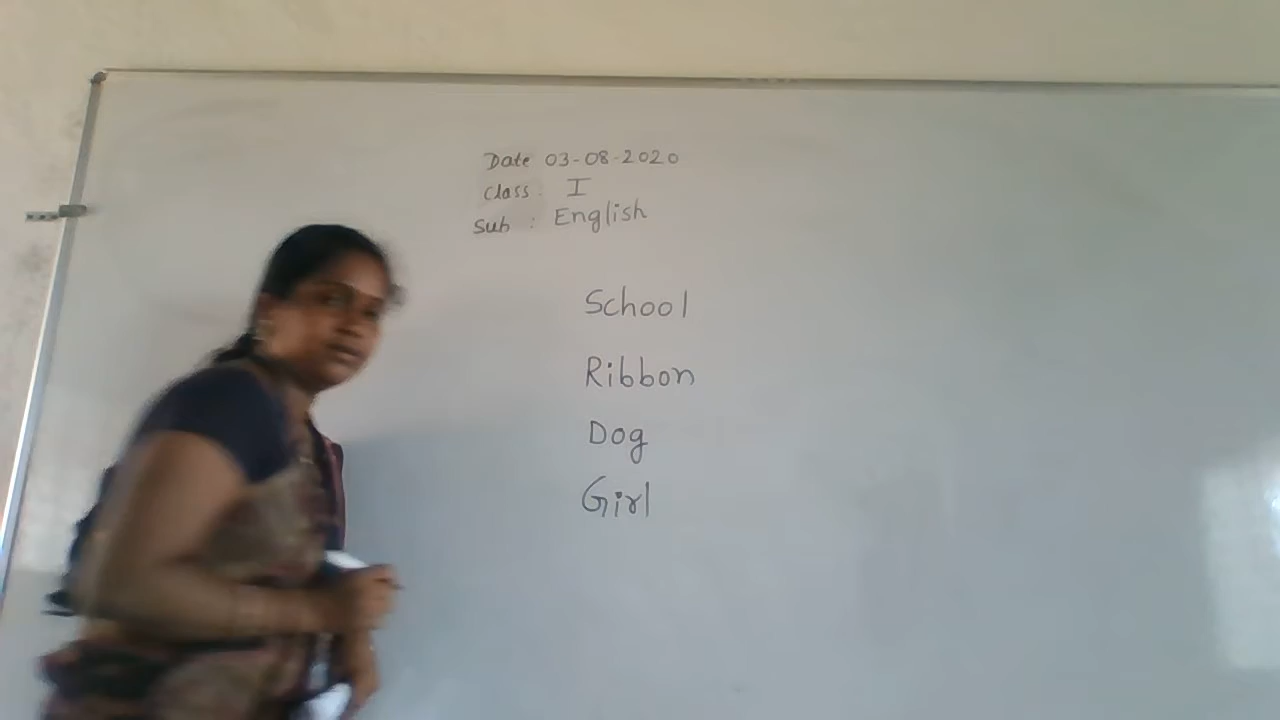 Date 03-08-2020
Class : I
Sub : English
School
Ribbon
Dog
Girl